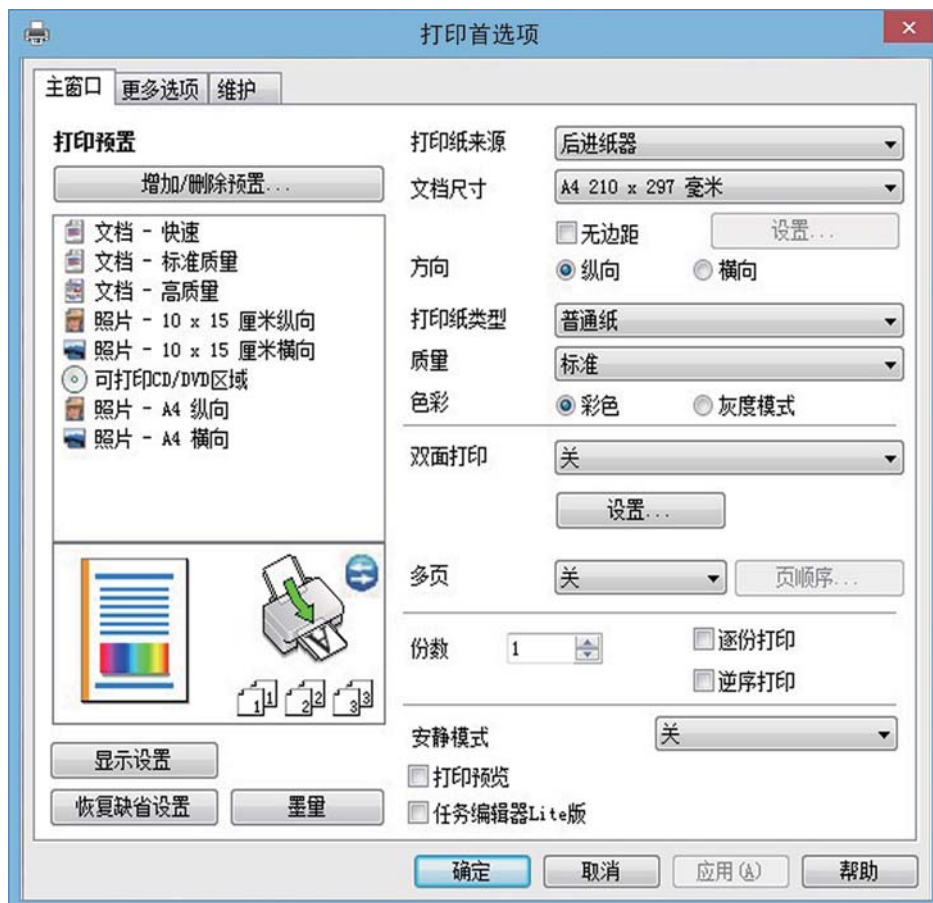 打印首选项
主窗口 更多选项 维护
打印预置
增加/删除预置...
文档 - 快速
文档 - 标准质量
文档 - 高质量
照片 - 10 x 15 厘米纵向
照片 - 10 x 15 厘米横向
可打印CD/DVD区域
照片 - A4 纵向
照片 - A4 横向
1 1 2 2 3 3
显示设置
恢复缺省设置 墨量
打印纸来源 后进纸器
文档尺寸 A4 210 x 297 毫米
无边距 设置...
方向 纵向 横向
打印纸类型 普通纸
质量 标准
色彩 彩色 灰度模式
双面打印 关
设置...
多页 关 页顺序...
份数 1 逐份打印
逆序打印
安静模式 关
打印预览
任务编辑器Lite版
确定 取消 应用(A) 帮助